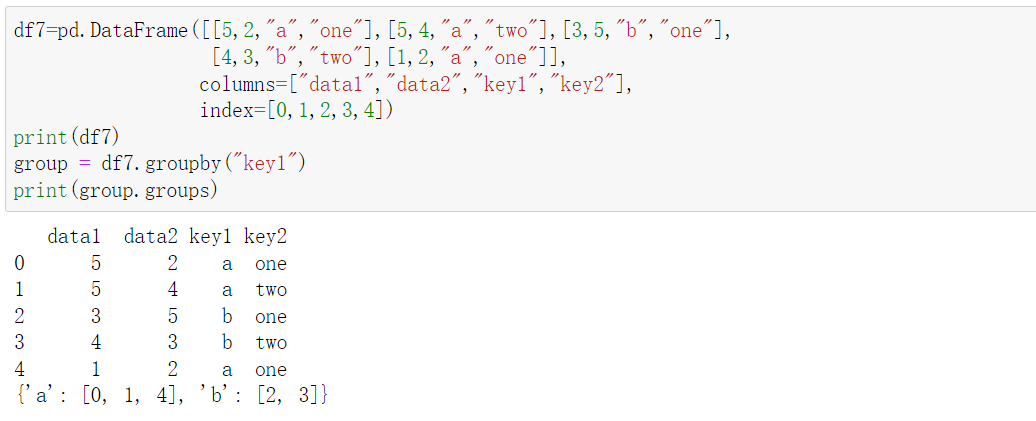 df7=pd.DataFrame([[5,2,"a","one"],[5,4,"a","two"],[3,5,"b","one"],
[4,3,"b","two"],[1,2,"a","one"]],
columns=["data1","data2","key1","key2"],
index=[0,1,2,3,4])
print(df7)
group = df7.groupby("key1")
print(group.groups)
data1 data2 key1 key2
0 5 2 a one
1 5 4 a two
2 3 5 b one
3 4 3 b two
4 1 2 a one
{'a': [0, 1, 4], 'b': [2, 3]}